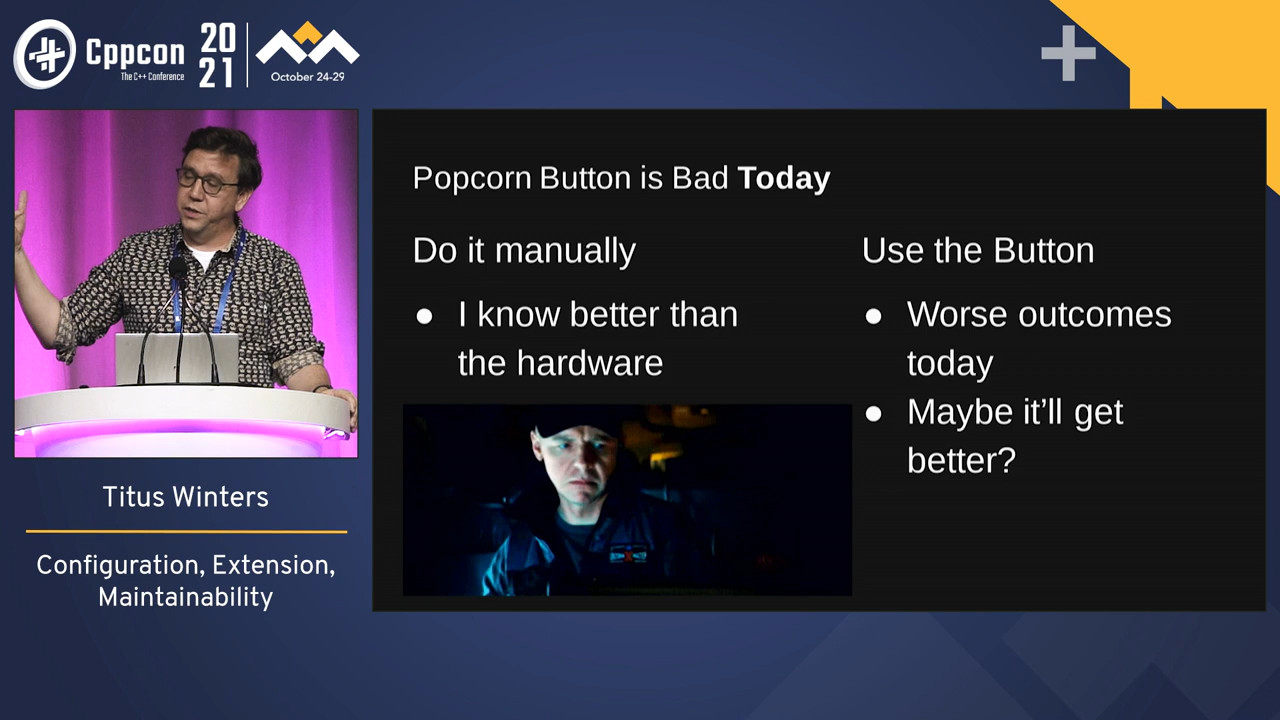 Cppcon
The C++ Conference
20
21
October 24-29
Popcorn Button is Bad Today
Do it manually
● I know better than
the hardware
Use the Button
● Worse outcomes
today
● Maybe it’ll get
better?
Titus Winters
Configuration, Extension,
Maintainability